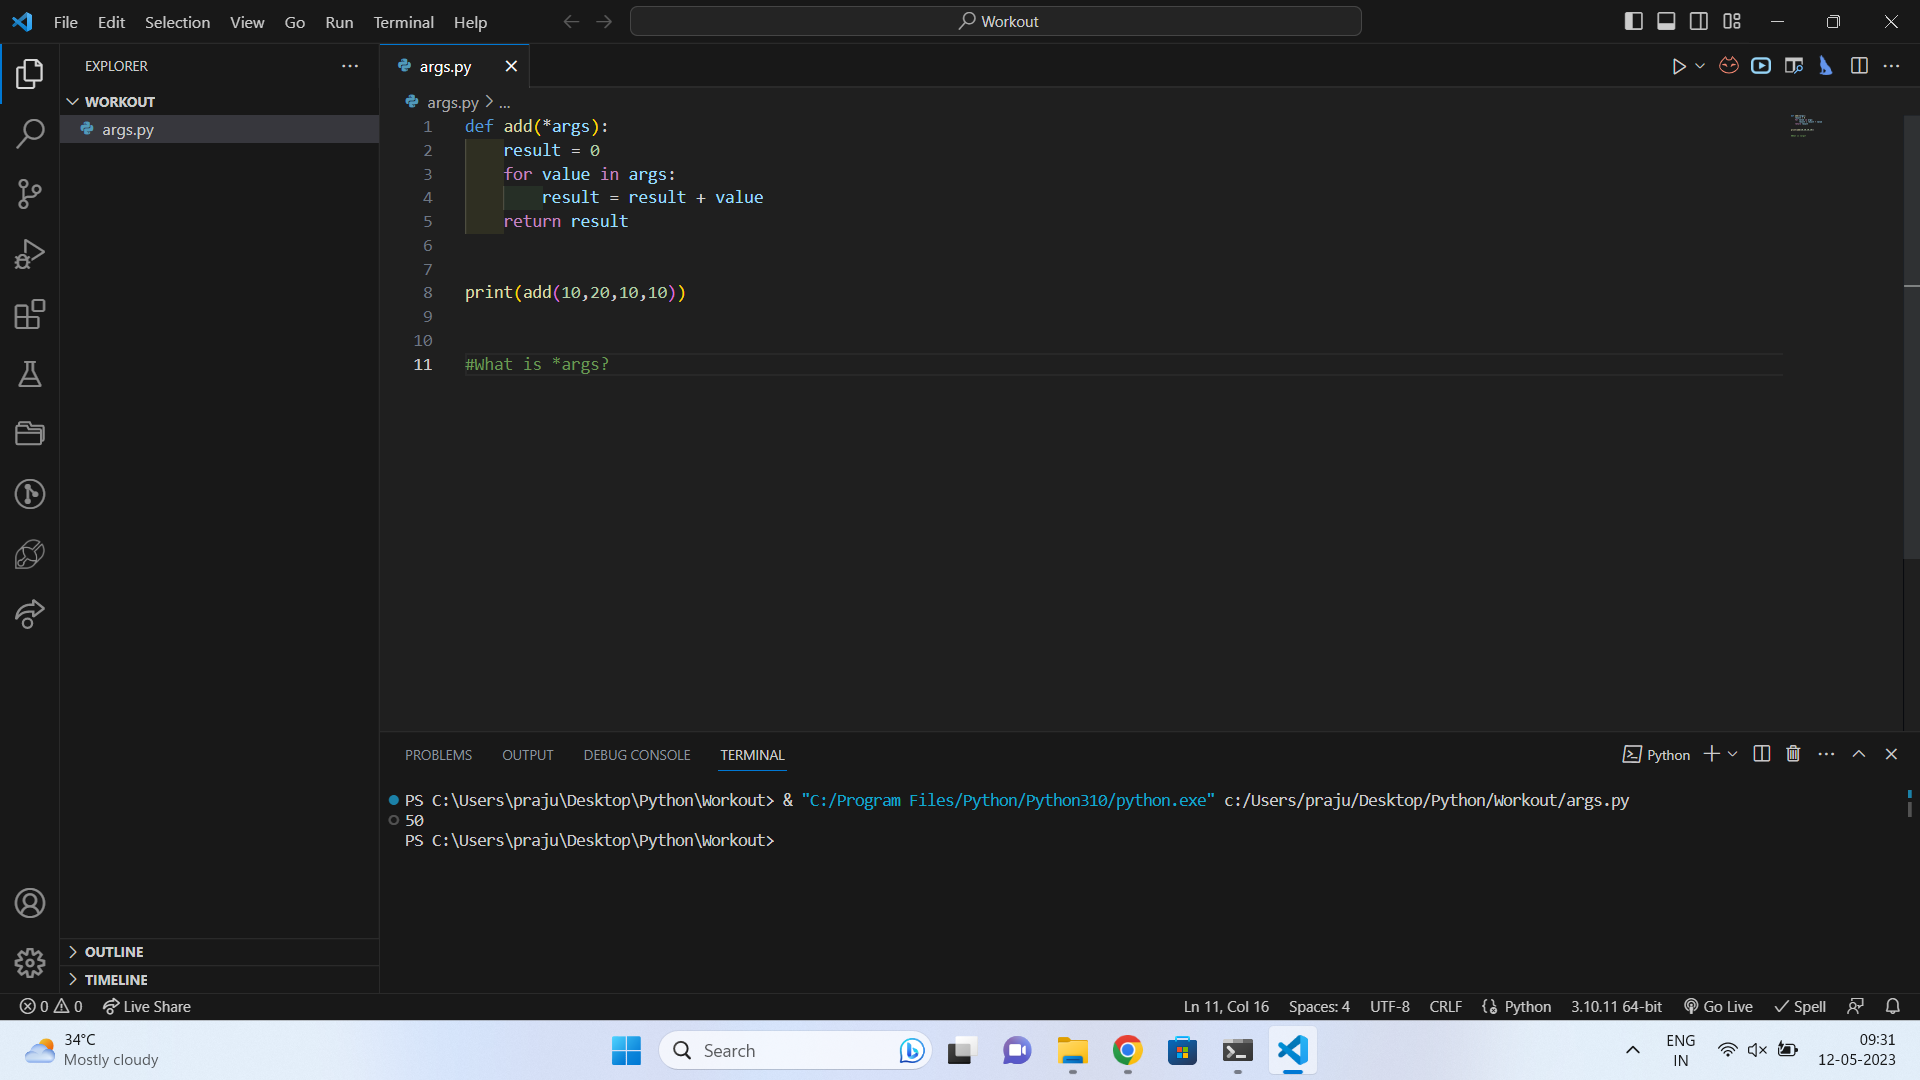 File Edit Selection View Go Run Terminal Help
Workout
EXPLORER
WORKOUT
args.py
args.py
args.py > ...
1 def add(*args):
2 result = 0
3 for value in args:
4 result = result + value
5 return result
6
7
8 print(add(10,20,10,10))
9
10
11 #What is *args?
PROBLEMS OUTPUT DEBUG CONSOLE TERMINAL
Python
PS C:\Users\praju\Desktop\Python\Workout> & "C:/Program Files/Python/Python310/python.exe" c:/Users/praju/Desktop/Python/Workout/args.py
50
PS C:\Users\praju\Desktop\Python\Workout>
OUTLINE
TIMELINE
0 0 Live Share
Ln 11, Col 16 Spaces: 4 UTF-8 CRLF Python 3.10.11 64-bit Go Live Spell
34°C
Mostly cloudy
Search
ENG
IN
09:31
12-05-2023